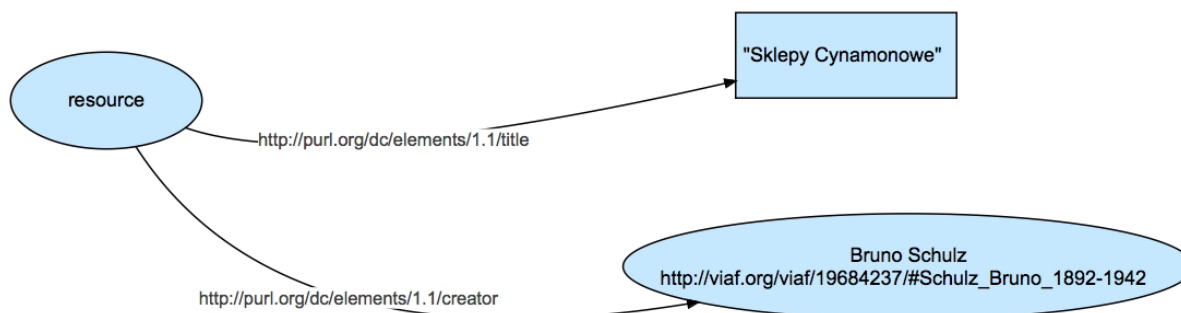 "Sklepy Cynamonowe"
resource
http://purl.org/dc/elements/1.1/title
Bruno Schulz
http://viaf.org/viaf/19684237/#Schulz_Bruno_1892-1942
http://purl.org/dc/elements/1.1/creator